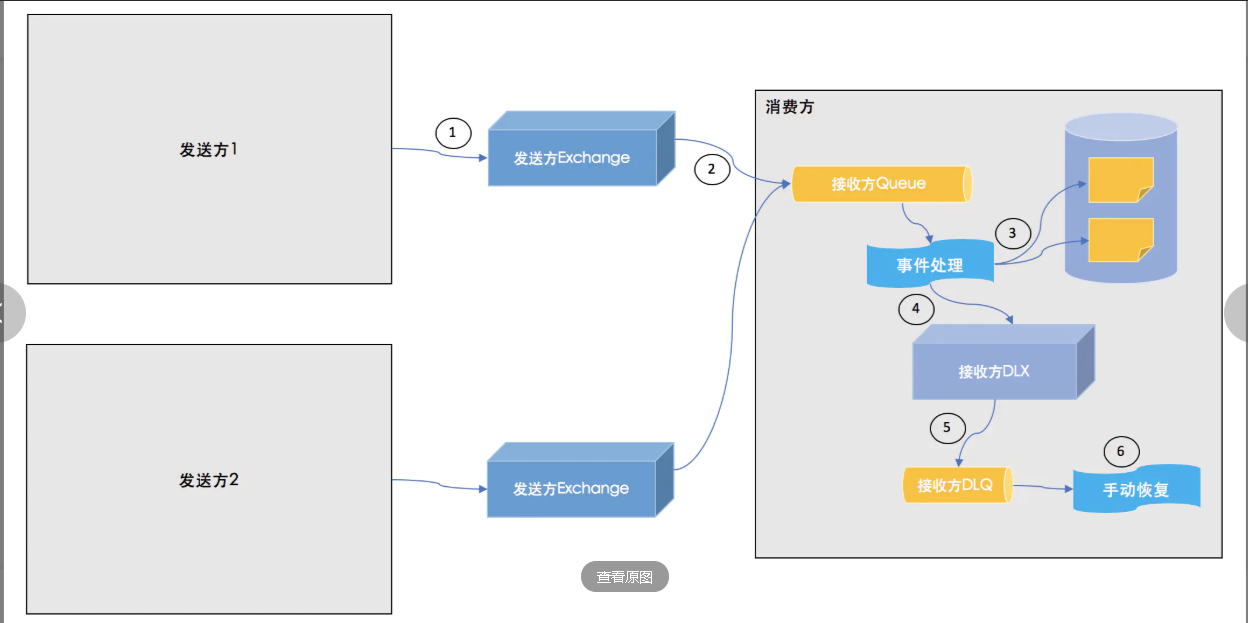 发送方1
1
发送方Exchange
2
消费方
接收方Queue
3
事件处理
4
接收方DLX
5
接收方DLQ
6
手动恢复
发送方2
发送方Exchange
查看原图